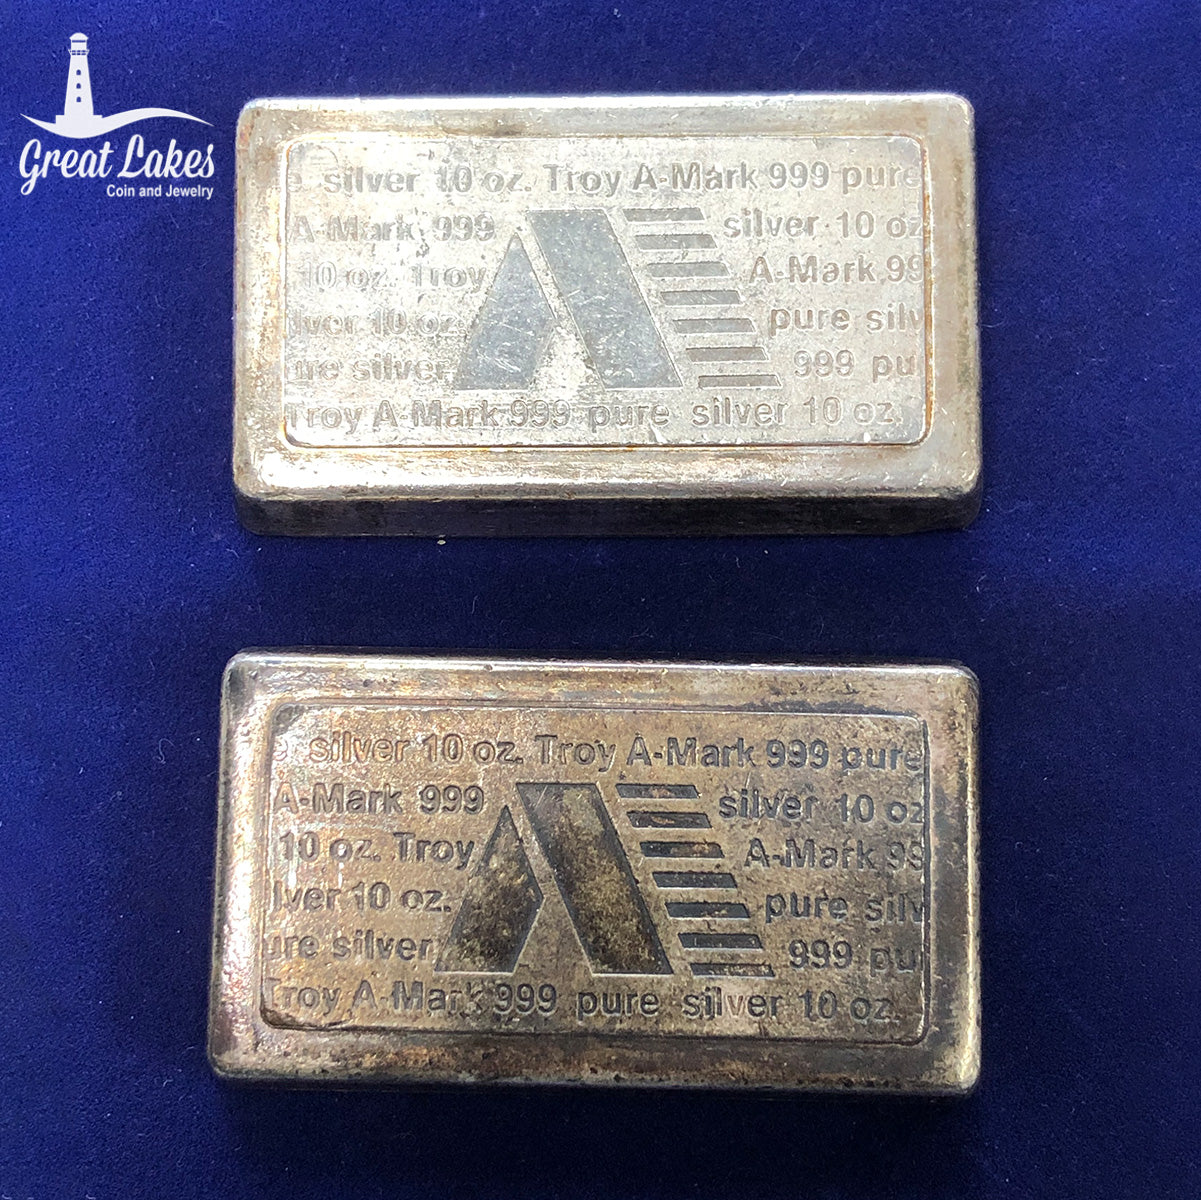 Great Lakes
Coin and Jewelry
e silver 10 oz. Troy A-Mark 999 pure
A-Mark 999 silver 10 oz
10 oz. Troy A-Mark 99
lver 10 oz. pure silv
ure silver 999 pu
Troy A-Mark 999 pure silver 10 oz.
e silver 10 oz. Troy A-Mark 999 pure
A-Mark 999 silver 10 oz
10 oz. Troy A-Mark 99
lver 10 oz. pure silv
ure silver 999 pu
Troy A-Mark 999 pure silver 10 oz.